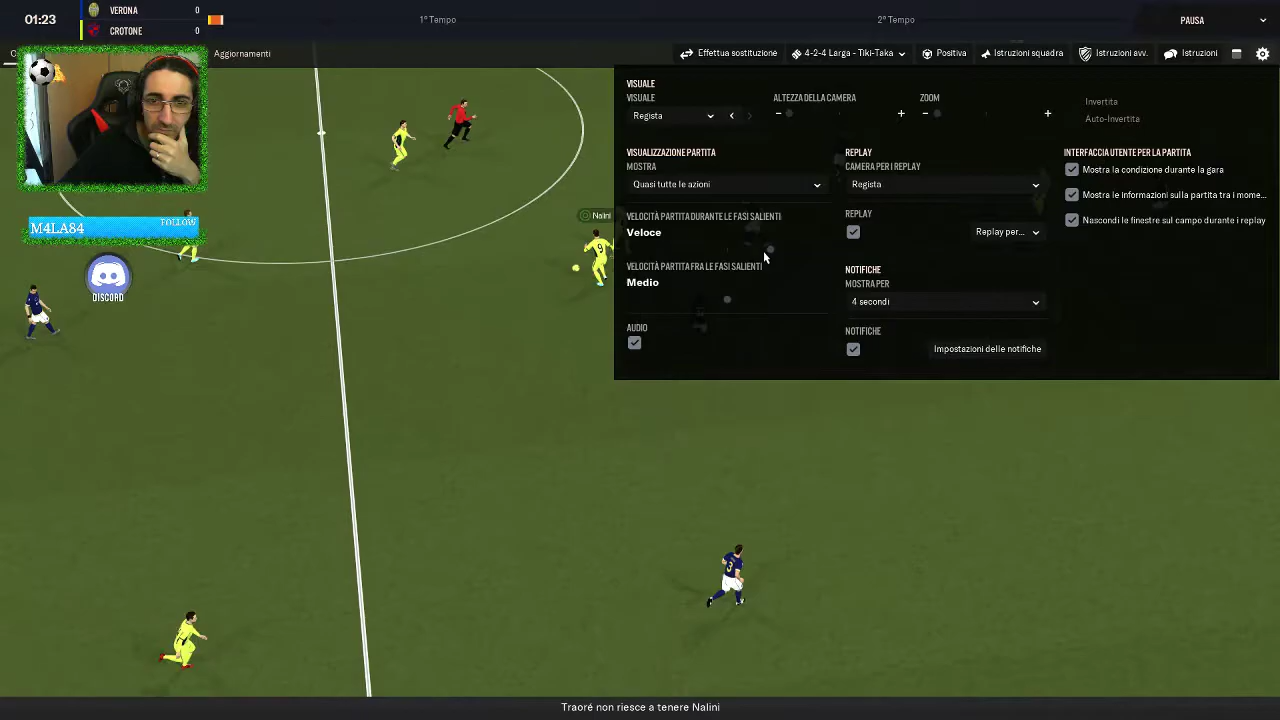 01:23
VERONA 0
CROTONE 0
1° Tempo
2° Tempo
PAUSA
Aggiornamenti
Effettua sostituzione
4-2-4 Larga - Tiki-Taka
Positiva
Istruzioni squadra
Istruzioni avv.
Istruzioni
VISUALE
VISUALE
Regista
ALTEZZA DELLA CAMERA
ZOOM
Invertita
Auto-Invertita
VISUALIZZAZIONE PARTITA
MOSTRA
Quasi tutte le azioni
VELOCITÀ PARTITA DURANTE LE FASI SALIENTI
Veloce
VELOCITÀ PARTITA FRA LE FASI SALIENTI
Medio
AUDIO
REPLAY
CAMERA PER I REPLAY
Regista
REPLAY
Replay per...
NOTIFICHE
MOSTRA PER
4 secondi
NOTIFICHE
Impostazioni delle notifiche
INTERFACCIA UTENTE PER LA PARTITA
Mostra la condizione durante la gara
Mostra le informazioni sulla partita tra i mome...
Nascondi le finestre sul campo durante i replay
M4LA84
FOLLOW
DISCORD
Nalini
9
3
Traoré non riesce a tenere Nalini